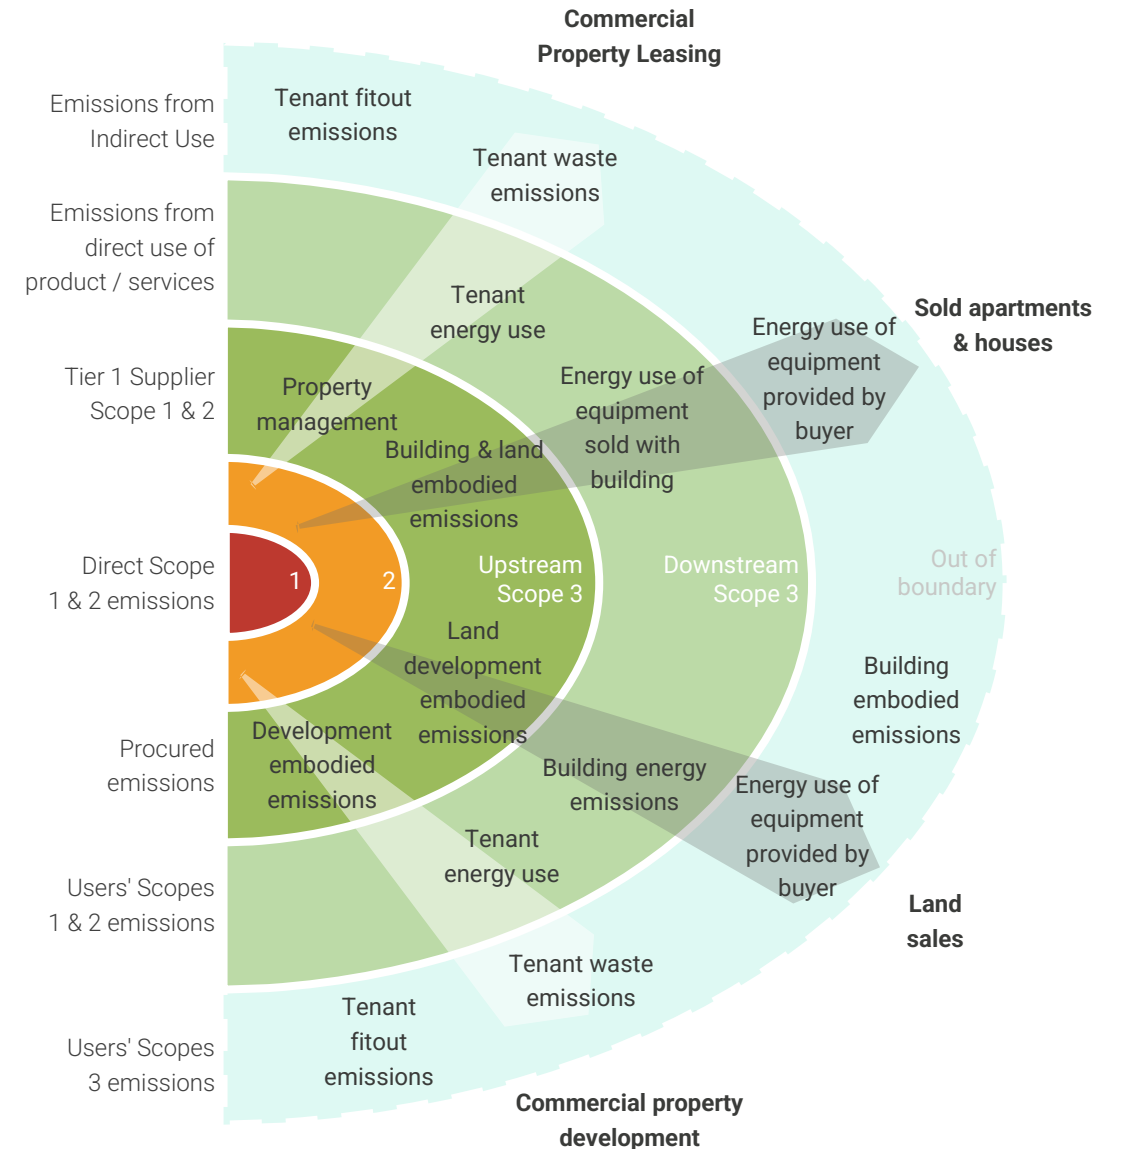 Commercial
Property Leasing
Emissions from
Indirect Use
Tenant fitout
emissions
Tenant waste
emissions
Emissions from
direct use of
product / services
Tenant
energy use
Sold apartments
& houses
Energy use of
equipment
provided by
buyer
Energy use of
equipment
sold with
building
Tier 1 Supplier
Scope 1 & 2
Property
management
Building & land
embodied
emissions
Direct Scope
1 & 2 emissions
1
2
Upstream
Scope 3
Downstream
Scope 3
Out of
boundary
Land
development
embodied
emissions
Building
embodied
emissions
Procured
emissions
Development
embodied
emissions
Building energy
emissions
Energy use of
equipment
provided by
buyer
Tenant
energy use
Users' Scopes
1 & 2 emissions
Land
sales
Tenant waste
emissions
Tenant
fitout
emissions
Users' Scopes
3 emissions
Commercial property
development